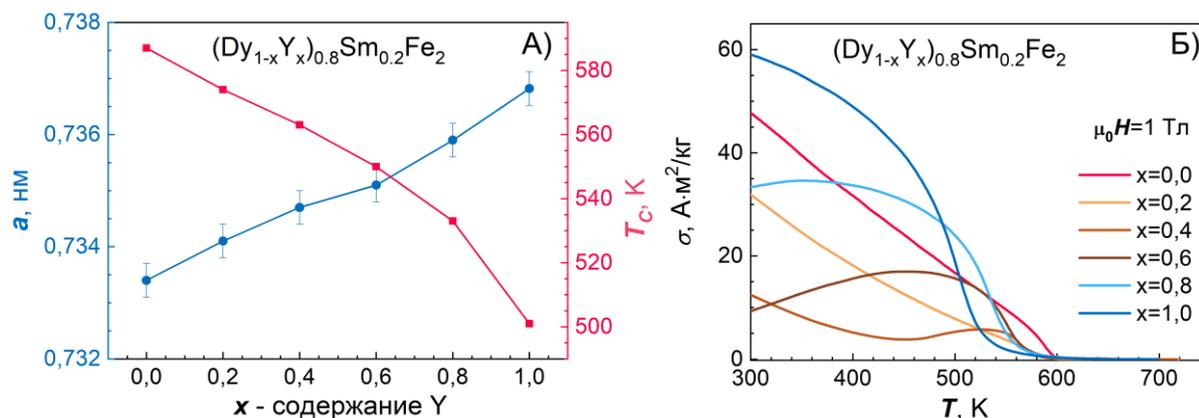 (Dy1-xYx)0.8Sm0.2Fe2 А)
0,738
0,736
0,734
0,732
a, нм
580
560
540
520
500
TC, K
0,0 0,2 0,4 0,6 0,8 1,0
x - содержание Y
(Dy1-xYx)0.8Sm0.2Fe2 Б)
60
40
20
0
σ, А·м²/кг
μ0H=1 Тл
x=0,0
x=0,2
x=0,4
x=0,6
x=0,8
x=1,0
300 400 500 600 700
T, K